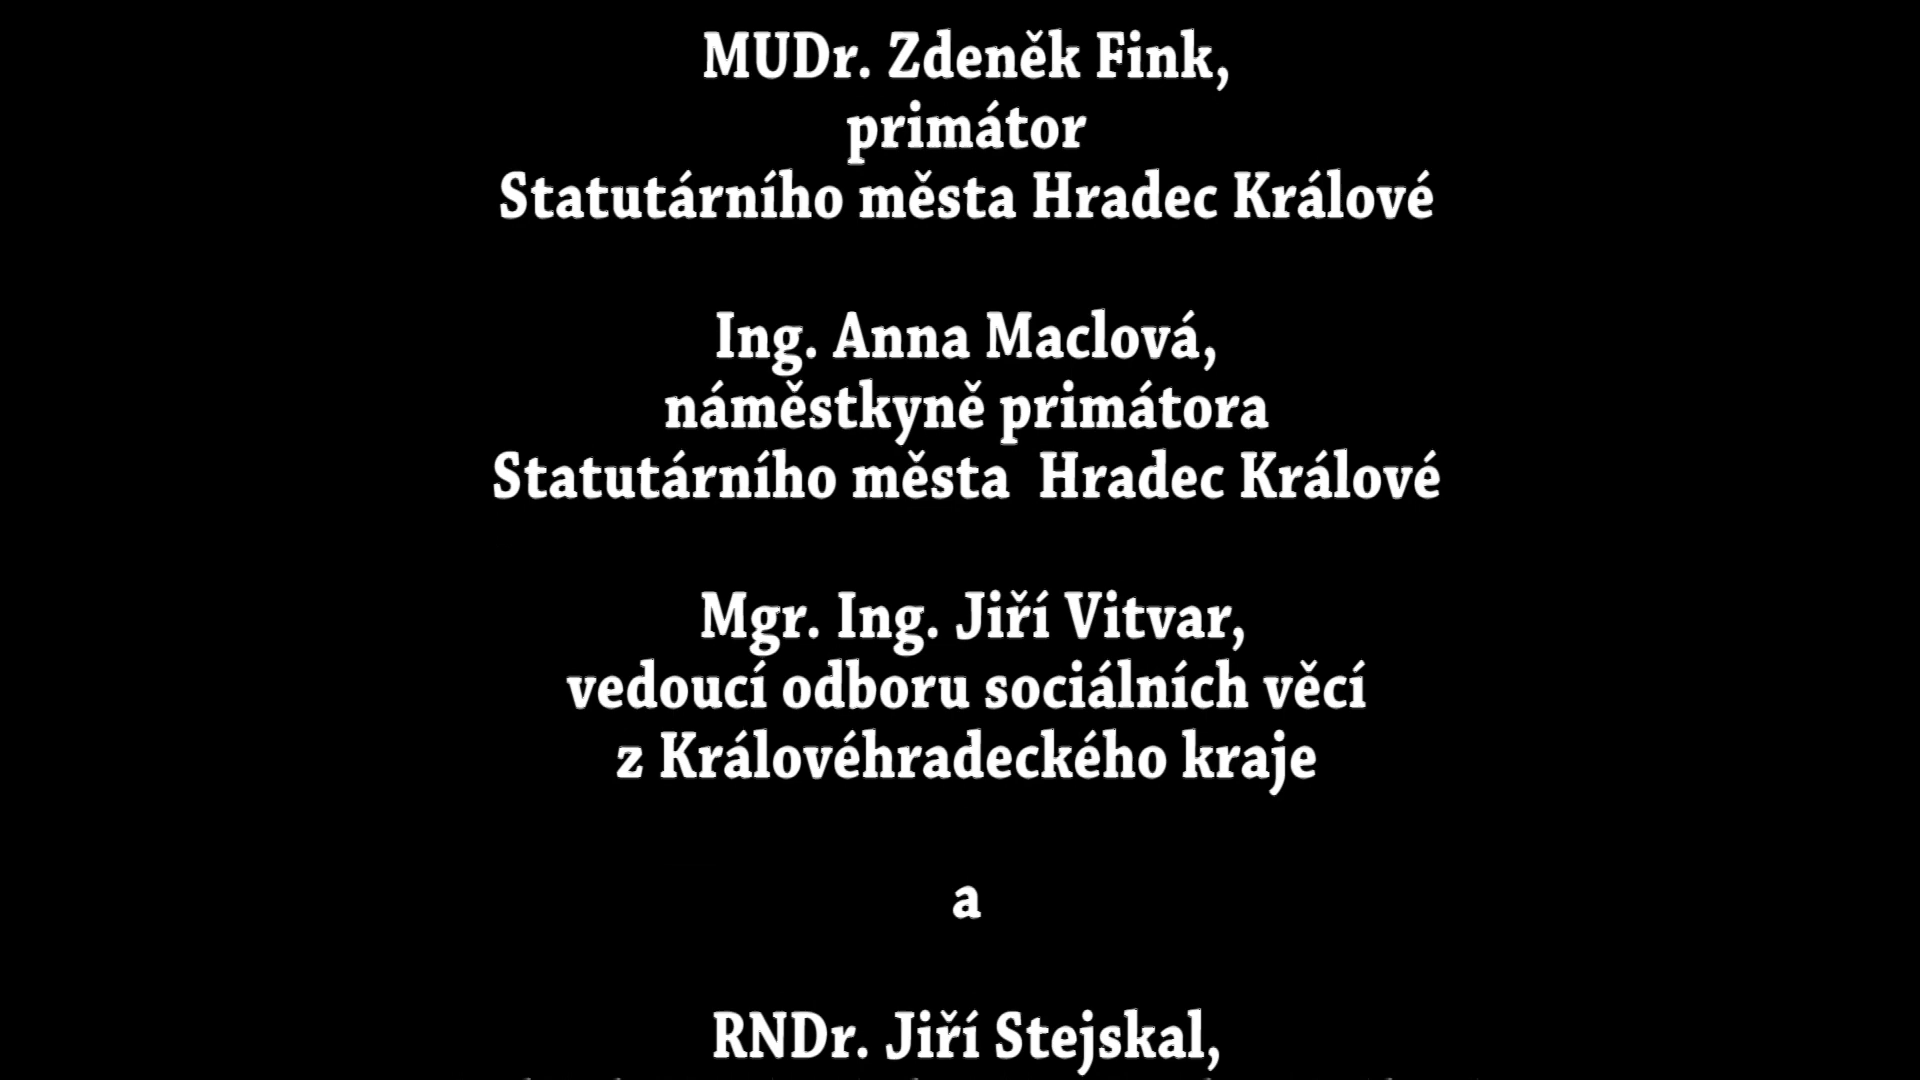 MUDr. Zdeněk Fink,
primátor
Statutárního města Hradec Králové
Ing. Anna Maclová,
náměstkyně primátora
Statutárního města  Hradec Králové
Mgr. Ing. Jiří Vitvar,
vedoucí odboru sociálních věcí
z Královéhradeckého kraje
a
RNDr. Jiří Stejskal,